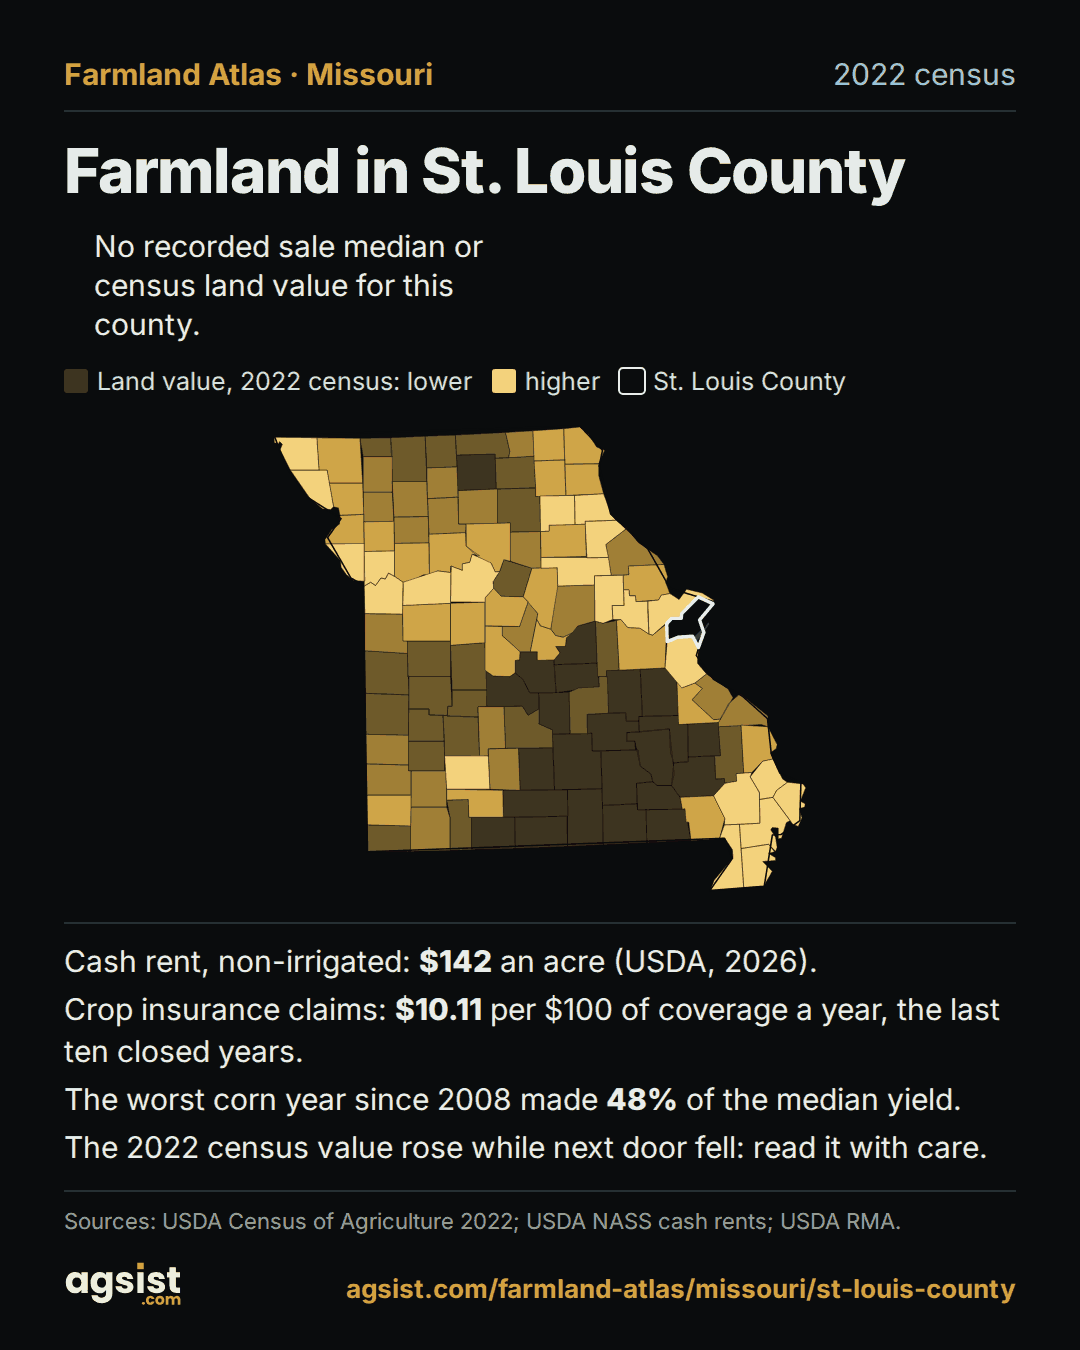 Farmland Atlas · Missouri
2022 census
Farmland in St. Louis County
No recorded sale median or
census land value for this
county.
Land value, 2022 census: lower
higher
St. Louis County
Cash rent, non-irrigated: $142 an acre (USDA, 2026).
Crop insurance claims: $10.11 per $100 of coverage a year, the last
ten closed years.
The worst corn year since 2008 made 48% of the median yield.
The 2022 census value rose while next door fell: read it with care.
Sources: USDA Census of Agriculture 2022; USDA NASS cash rents; USDA RMA.
agsist
.com
agsist.com/farmland-atlas/missouri/st-louis-county